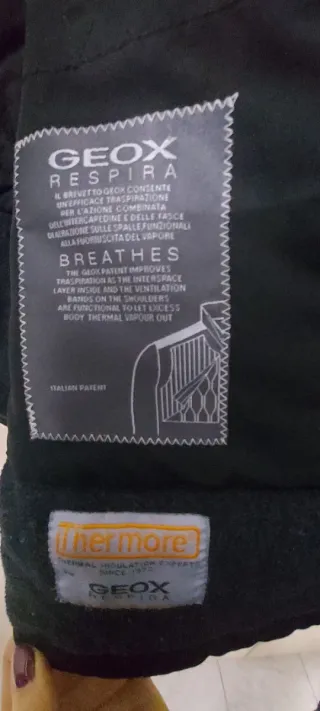 GEOX
RESPIRA
IL BREVETTO GEOX CONSENTE
UN'EFFICACE TRASPIRAZIONE
PER L'AZIONE COMBINATA
DELL'INTERCAPEDINE E DELLE FASCE
DI AERAZIONE SULLE SPALLE, FUNZIONALI
ALLA FUORIUSCITA DEL VAPORE
BREATHES
THE GEOX PATENT IMPROVES
TRASPIRATION AS THE INTERSPACE
LAYER INSIDE AND THE VENTILATION
BANDS ON THE SHOULDERS
ARE FUNCTIONAL TO LET EXCESS
BODY THERMAL VAPOUR OUT
ITALIAN PATENT
Thermore
THERMAL INSULATION EXPERTS
SINCE 1972
GEOX
RESPIRA